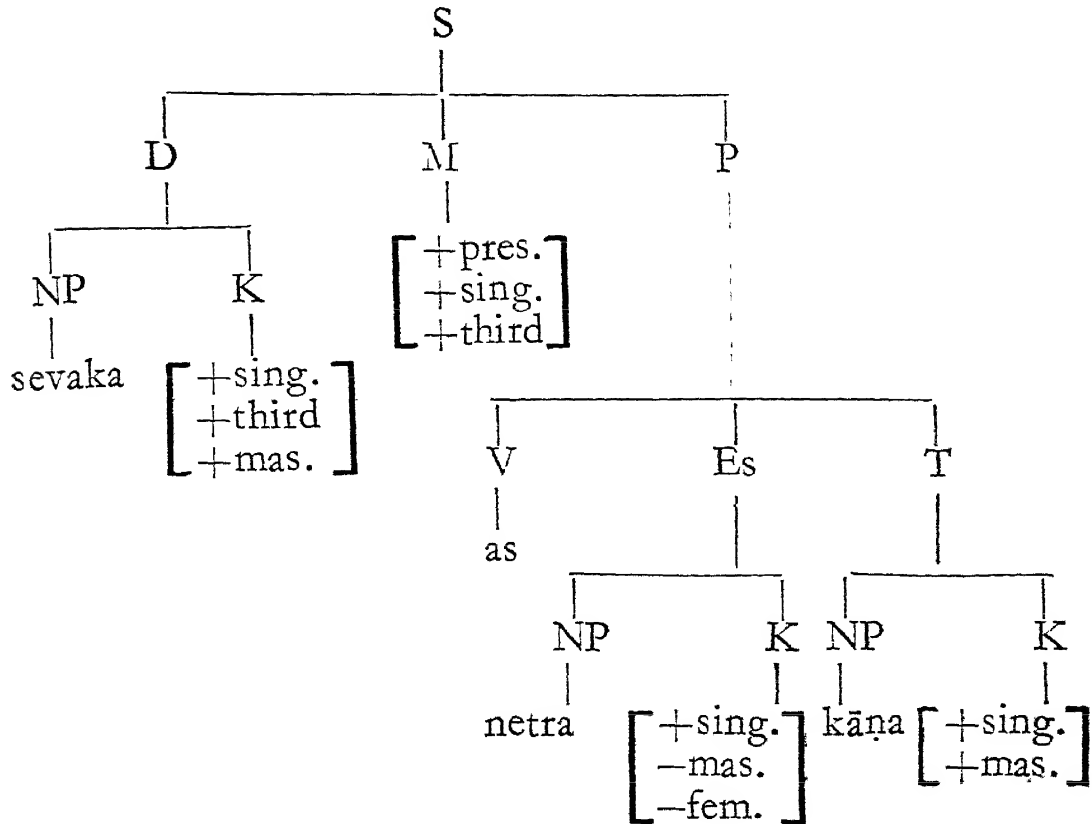 S
D M P
NP K
[+pres.
+sing.
+third]
sevaka
[+sing.
+third
+mas.]
V Es T
as
NP K NP K
netra
[+sing.
−mas.
−fem.]
kāṇa
[+sing.
+mas.]